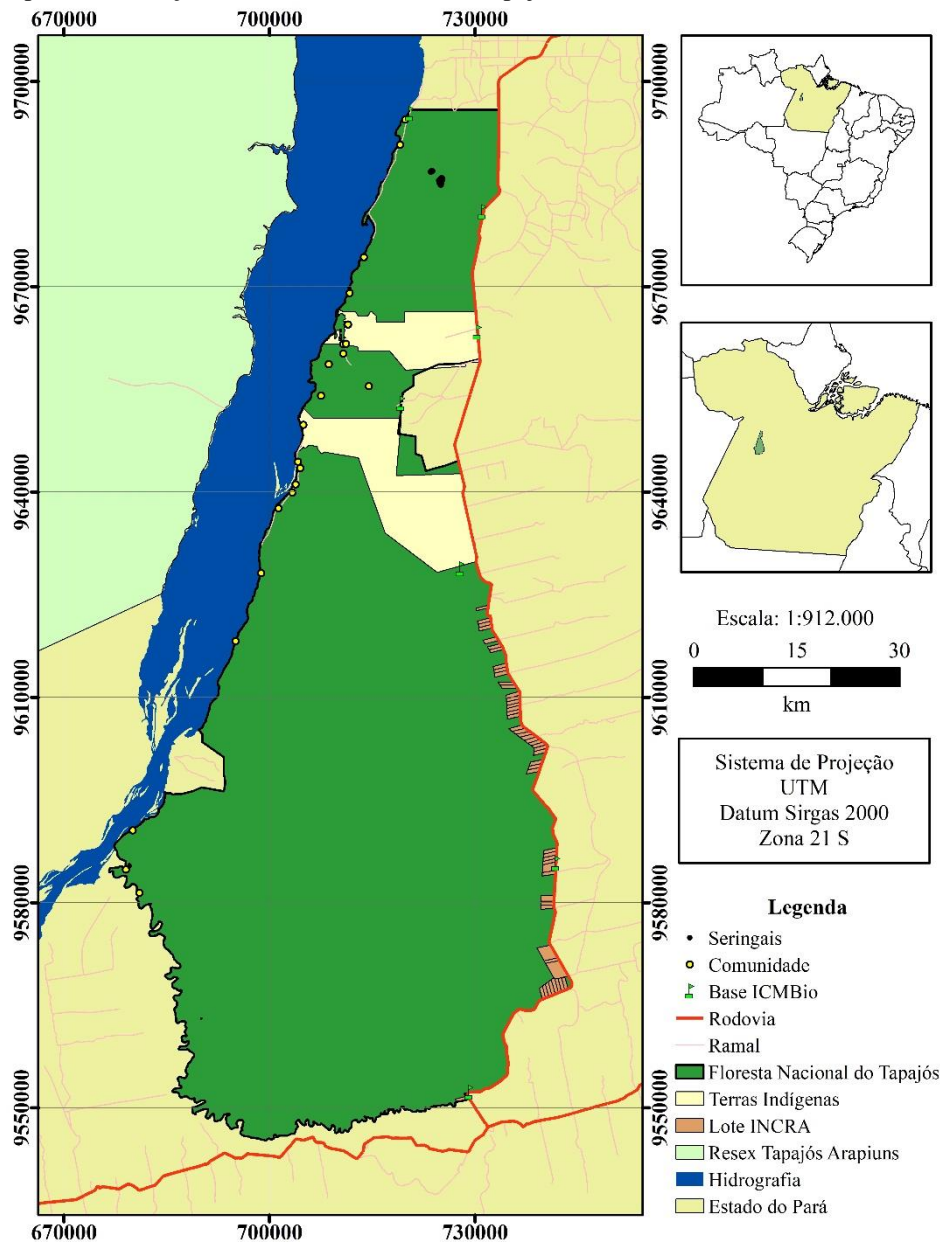 670000
700000
730000
9700000
9700000
9670000
9670000
9640000
9640000
9610000
9610000
9580000
9580000
9550000
9550000
670000
700000
730000
Escala: 1:912.000
0 15 30
km
Sistema de Projeção
UTM
Datum Sirgas 2000
Zona 21 S
Legenda
Seringais
Comunidade
Base ICMBio
Rodovia
Ramal
Floresta Nacional do Tapajós
Terras Indígenas
Lote INCRA
Resex Tapajós Arapiuns
Hidrografia
Estado do Pará